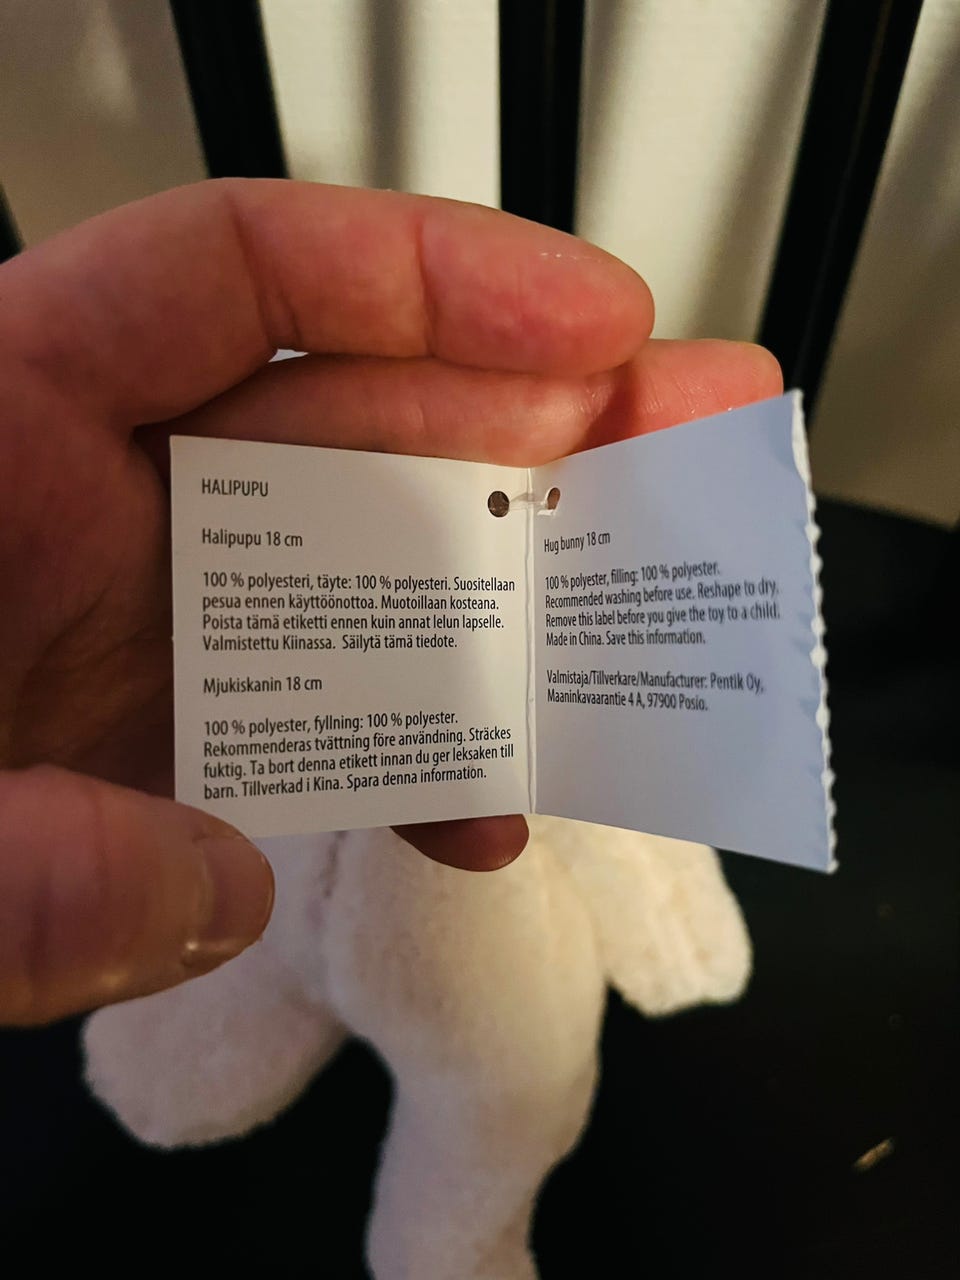 HALIPUPU
Halipupu 18 cm
100 % polyesteri, täyte: 100 % polyesteri. Suositellaan
pesua ennen käyttöönottoa. Muotoillaan kosteana.
Poista tämä etiketti ennen kuin annat lelun lapselle.
Valmistettu Kiinassa. Säilytä tämä tiedote.
Mjukiskanin 18 cm
100 % polyester, fyllning: 100 % polyester.
Rekommenderas tvättning före användning. Sträckes
fuktig. Ta bort denna etikett innan du ger leksaken till
barn. Tillverkad i Kina. Spara denna information.
Hug bunny 18 cm
100 % polyester, filling: 100 % polyester.
Recommended washing before use. Reshape to dry.
Remove this label before you give the toy to a child.
Made in China. Save this information.
Valmistaja/Tillverkare/Manufacturer: Pentik Oy,
Maaninkavaarantie 4 A, 97900 Posio.